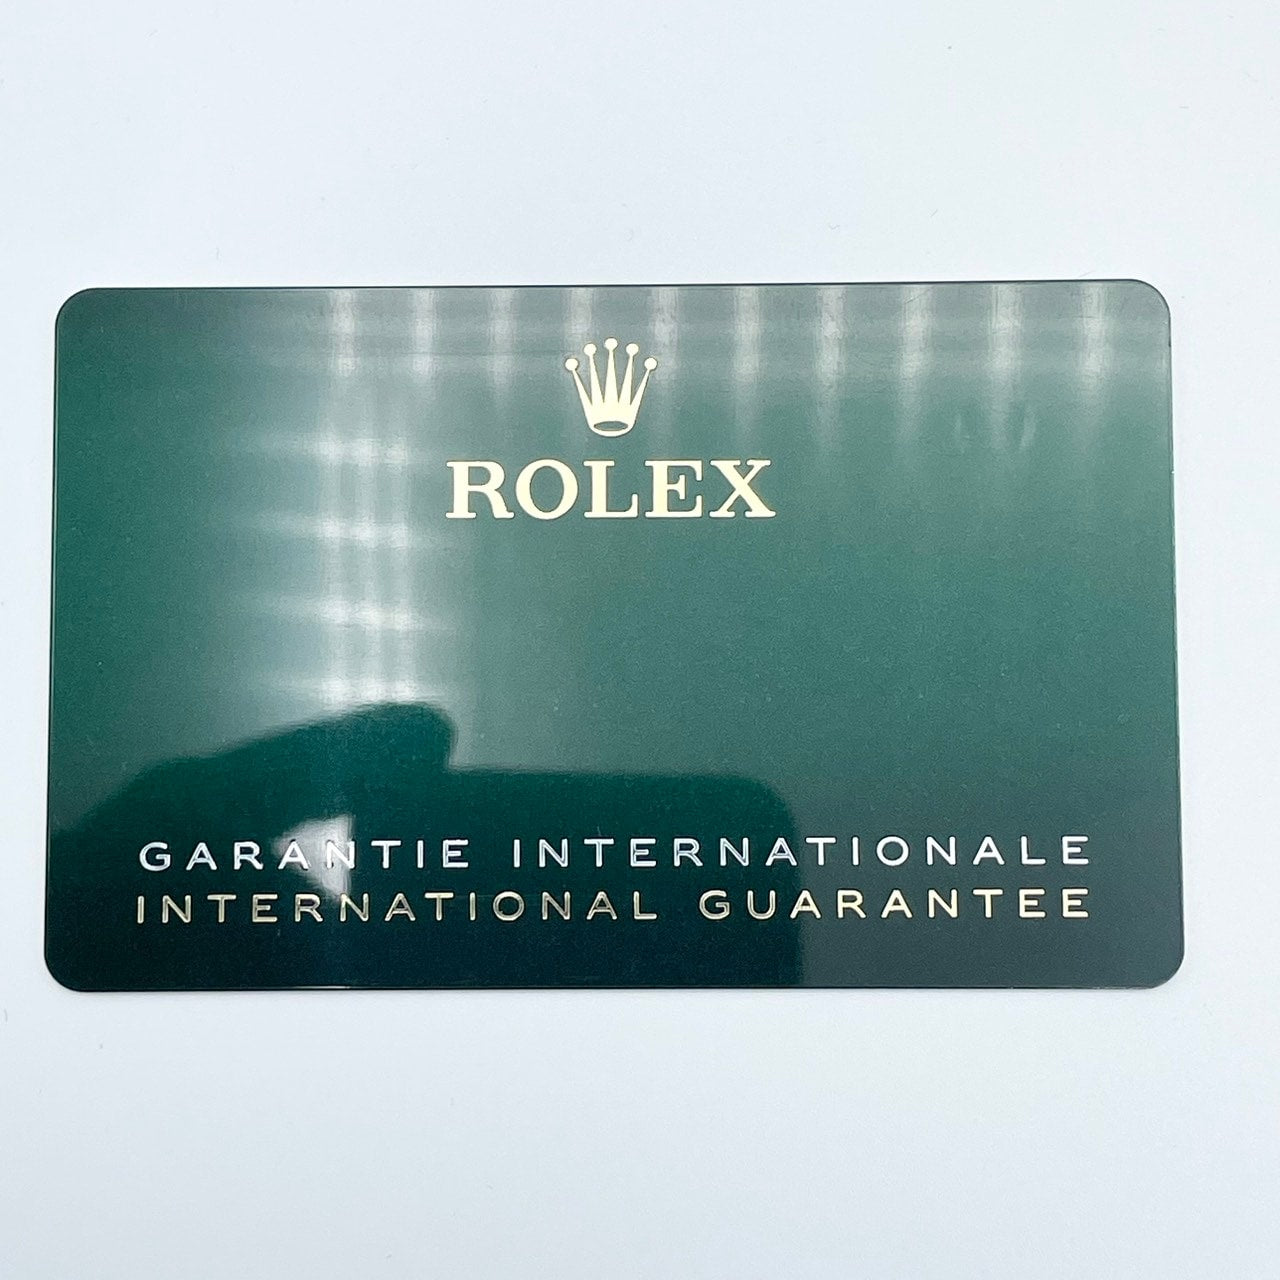 ROLEX
GARANTIE INTERNATIONALE
INTERNATIONAL GUARANTEE